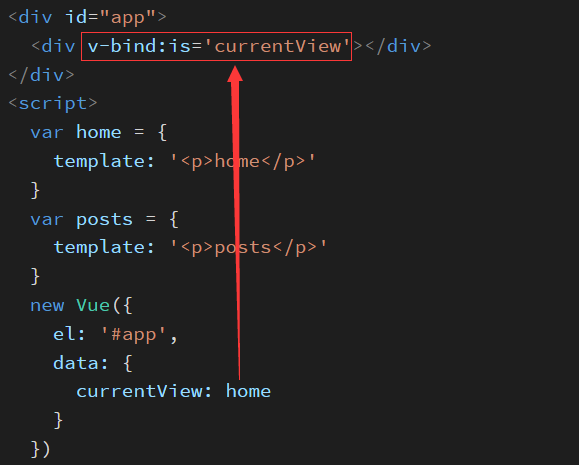 <div id="app">
  <div v-bind:is='currentView'></div>
</div>
<script>
  var home = {
    template: '<p>home</p>'
  }
  var posts = {
    template: '<p>posts</p>'
  }
  new Vue({
    el: '#app',
    data: {
      currentView: home
    }
  })